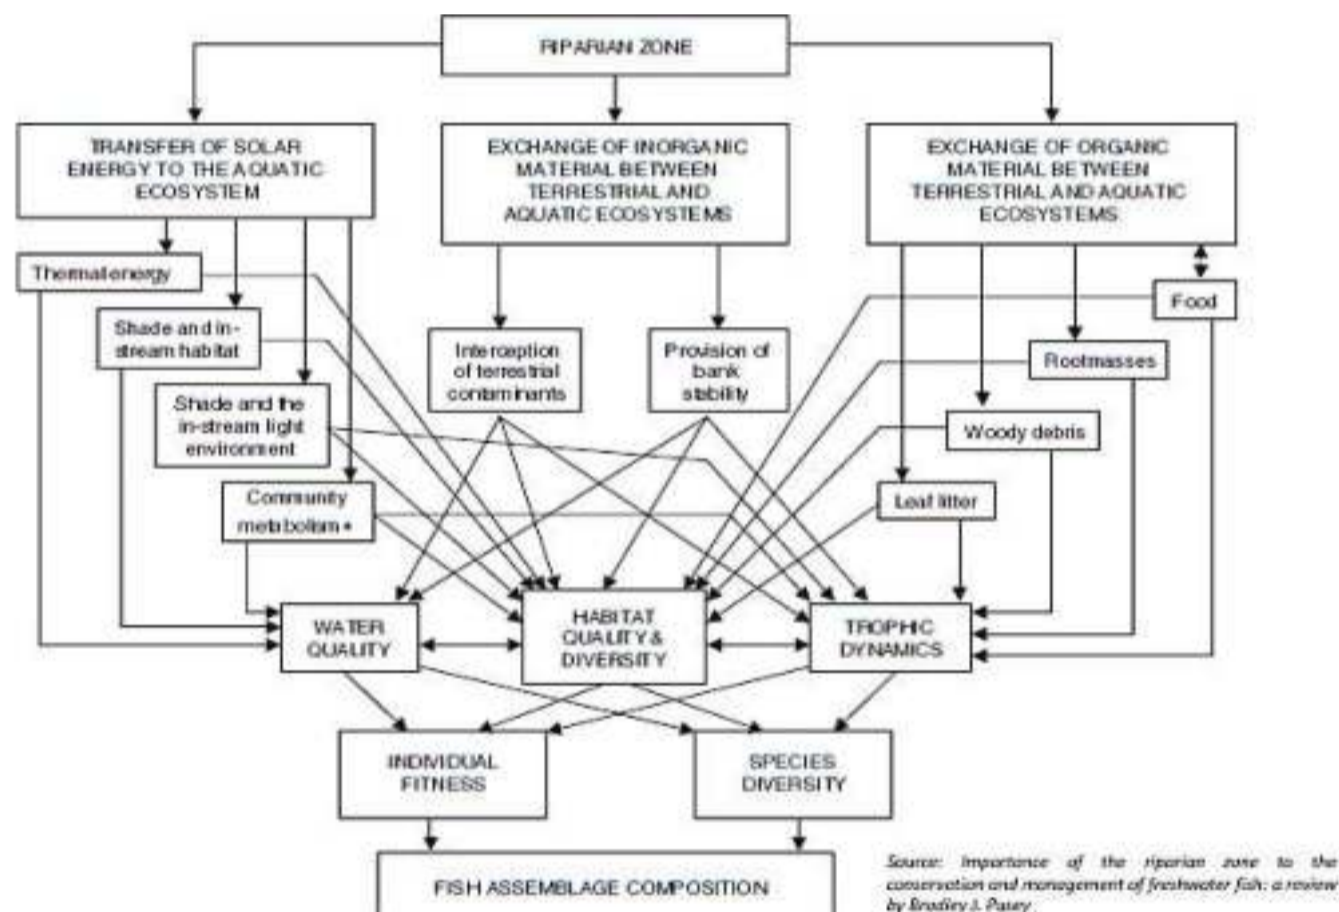 RIPARIAN ZONE
TRANSFER OF SOLAR
ENERGY TO THE AQUATIC
ECOSYSTEM
EXCHANGE OF INORGANIC
MATERIAL BETWEEN
TERRESTRIAL AND
AQUATIC ECOSYSTEMS
EXCHANGE OF ORGANIC
MATERIAL BETWEEN
TERRESTRIAL AND AQUATIC
ECOSYSTEMS
Thermal energy
Shade and in-
stream habitat
Shade and the
in-stream light
environment
Community
metabolism *
Interception
of terrestrial
contaminants
Provision of
bank
stability
Food
Rootmasses
Woody debris
Leaf litter
WATER
QUALITY
HABITAT
QUALITY &
DIVERSITY
TROPHIC
DYNAMICS
INDIVIDUAL
FITNESS
SPECIES
DIVERSITY
FISH ASSEMBLAGE COMPOSITION
Source: Importance of the riparian zone to the
conservation and management of freshwater fish: a review
by Bradley J. Pusey